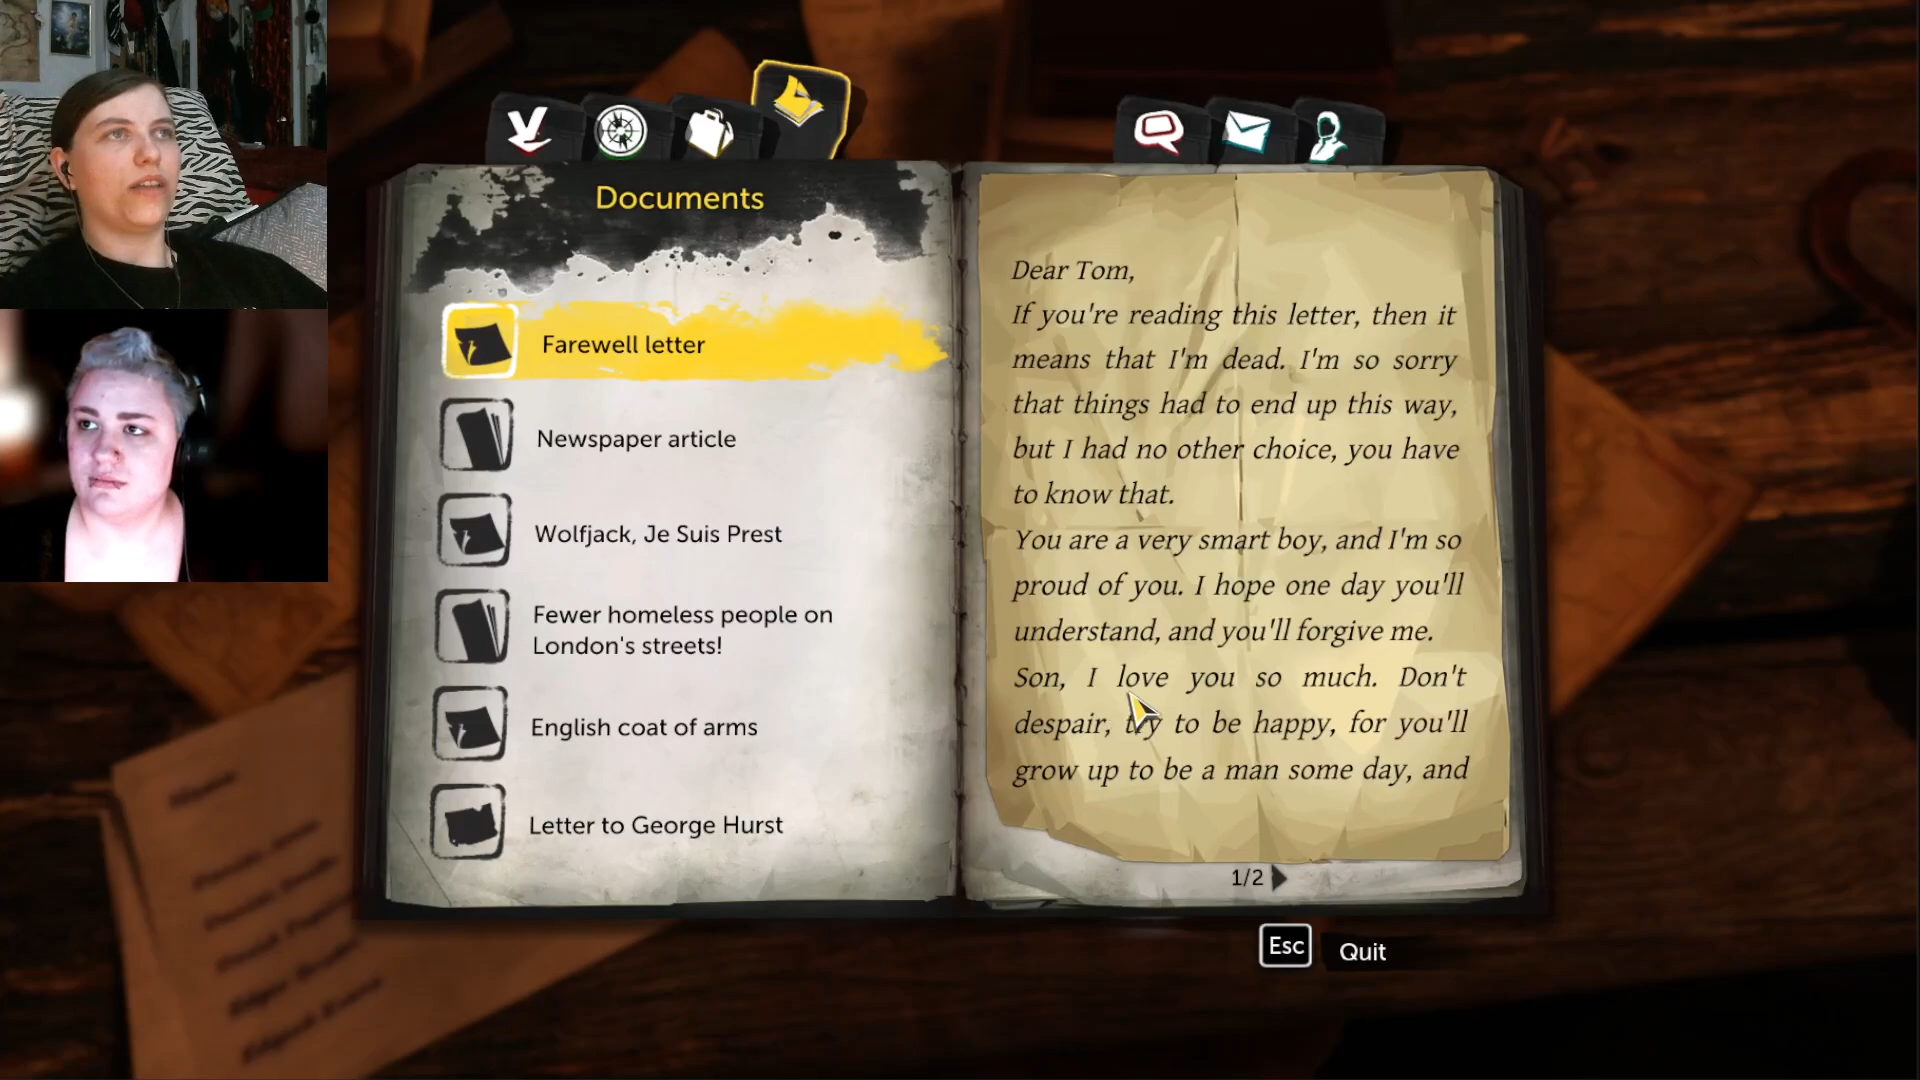 Documents
Farewell letter
Newspaper article
Wolfjack, Je Suis Prest
Fewer homeless people on
London's streets!
English coat of arms
Letter to George Hurst
Dear Tom,
If you're reading this letter, then it
means that I'm dead. I'm so sorry
that things had to end up this way,
but I had no other choice, you have
to know that.
You are a very smart boy, and I'm so
proud of you. I hope one day you'll
understand, and you'll forgive me.
Son, I love you so much. Don't
despair, try to be happy, for you'll
grow up to be a man some day, and
1/2
Esc Quit